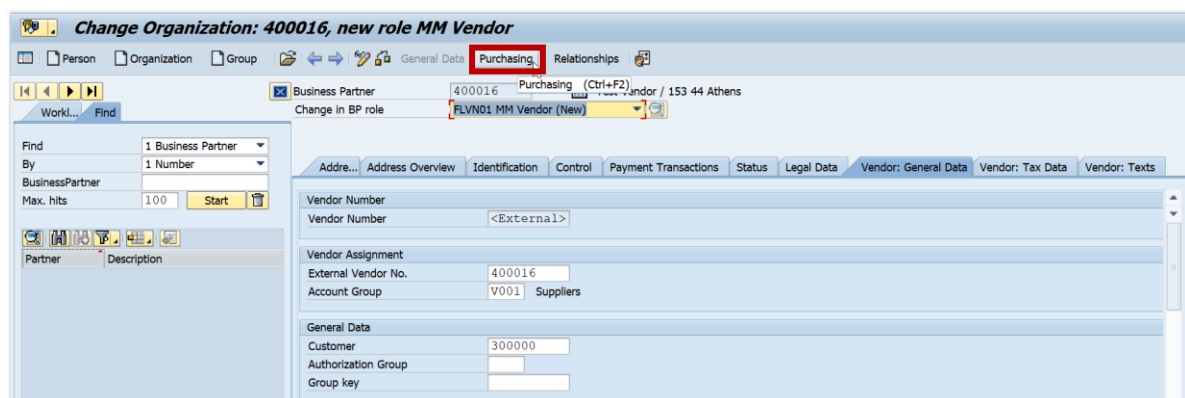 Change Organization: 400016, new role MM Vendor
Person Organization Group General Data Purchasing Relationships
Purchasing (Ctrl+F2)
Business Partner 400016 Vendor / 153 44 Athens
Change in BP role FLVN01 MM Vendor (New)
Workl... Find
Find 1 Business Partner
By 1 Number
BusinessPartner
Max. hits 100 Start
Partner Description
Addre... Address Overview Identification Control Payment Transactions Status Legal Data Vendor: General Data Vendor: Tax Data Vendor: Texts
Vendor Number
Vendor Number <External>
Vendor Assignment
External Vendor No. 400016
Account Group V001 Suppliers
General Data
Customer 300000
Authorization Group
Group key